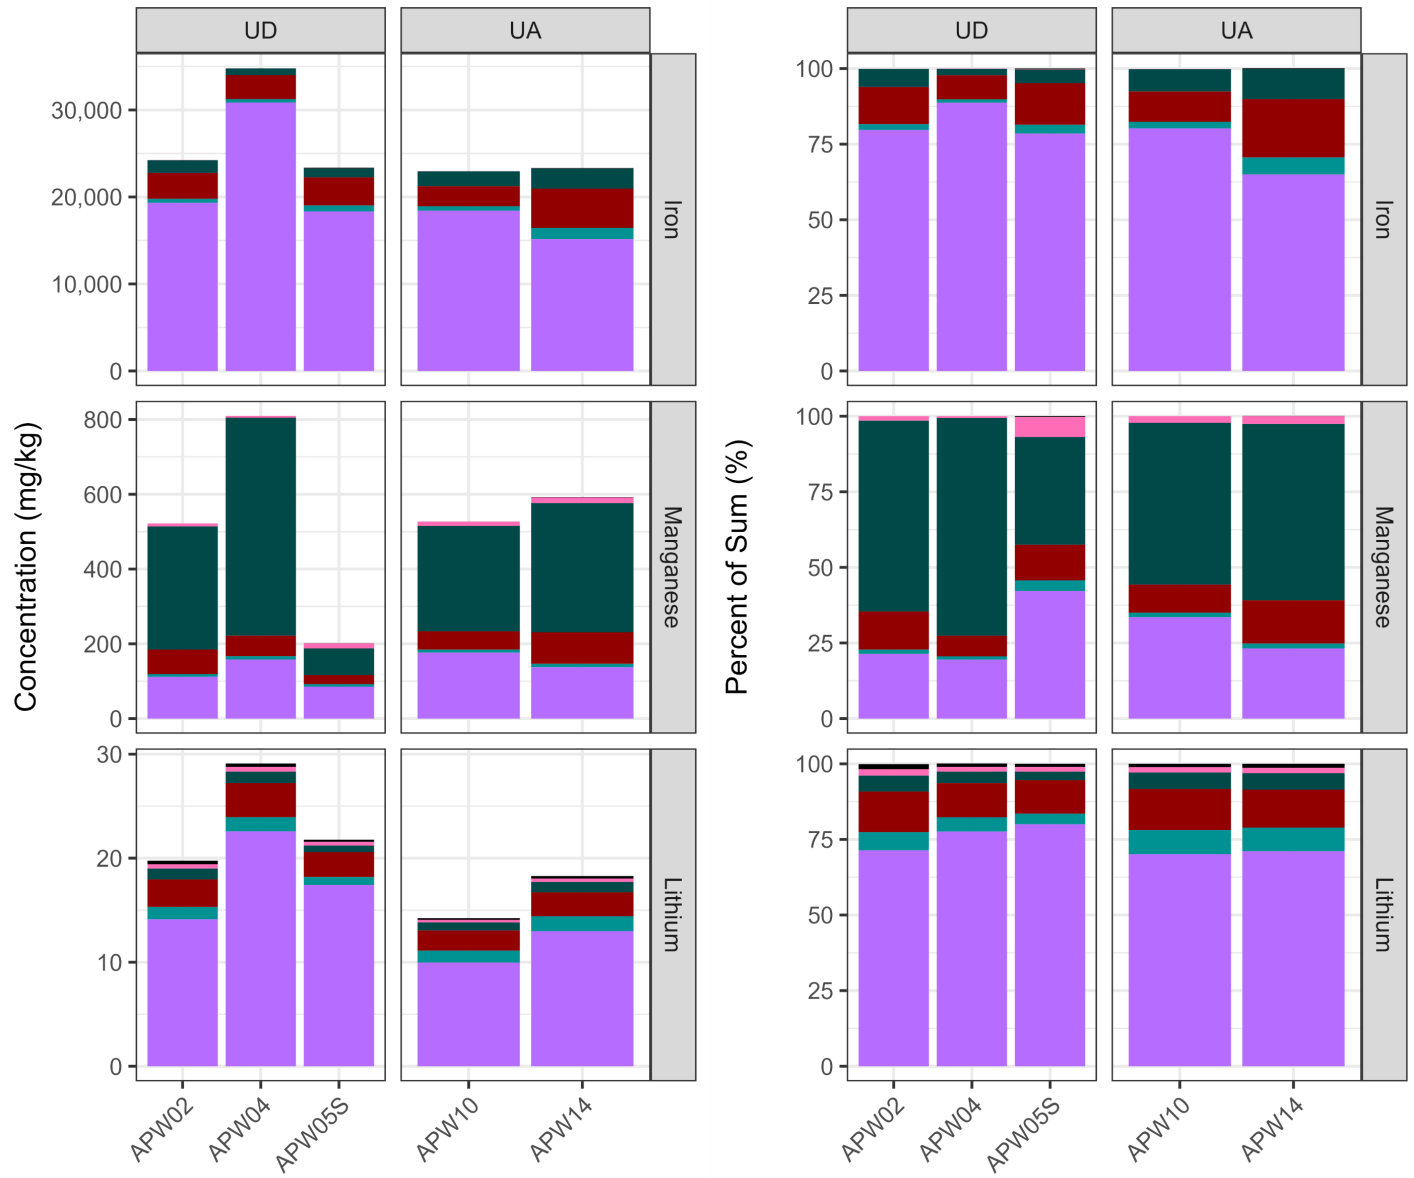 UD
UA
Concentration (mg/kg)
30,000
20,000
10,000
0
Iron
800
600
400
200
0
Manganese
30
20
10
0
Lithium
APW02
APW04
APW05S
APW10
APW14
UD
UA
Percent of Sum (%)
100
75
50
25
0
Iron
100
75
50
25
0
Manganese
100
75
50
25
0
Lithium
APW02
APW04
APW05S
APW10
APW14